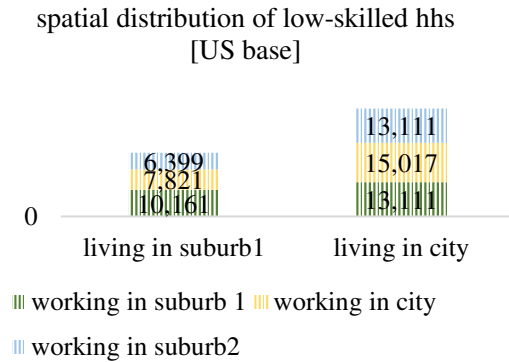 spatial distribution of low-skilled hhs
[US base]
6,399
7,821
10,161
13,111
15,017
13,111
0
living in suburb1 living in city
working in suburb 1 working in city
working in suburb2